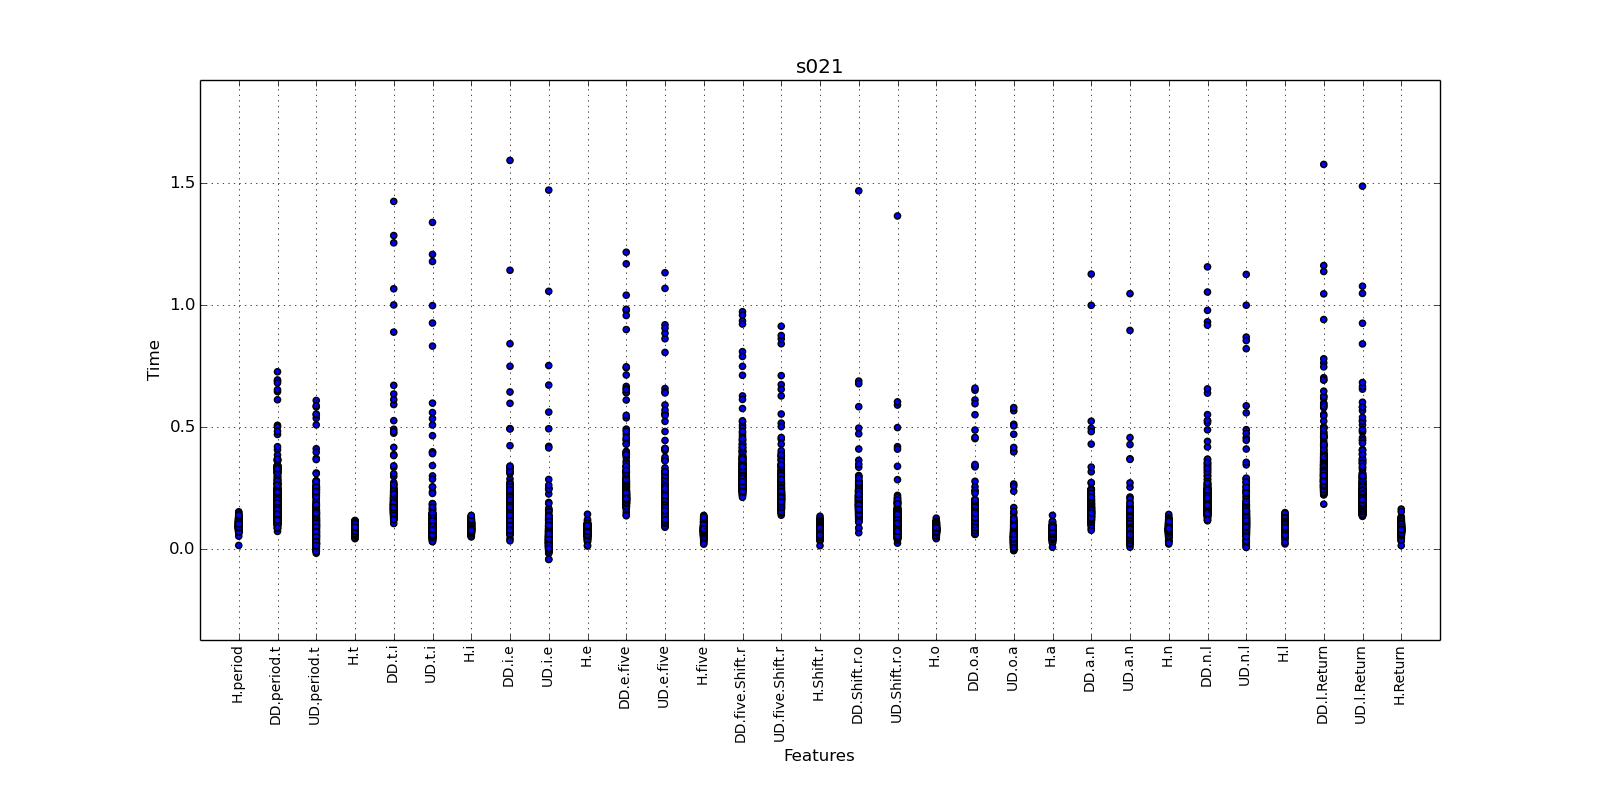 s021
Time
1.5
1.0
0.5
0.0
H.period
DD.period.t
UD.period.t
H.t
DD.t.i
UD.t.i
H.i
DD.i.e
UD.i.e
H.e
DD.e.five
UD.e.five
H.five
DD.five.Shift.r
UD.five.Shift.r
H.Shift.r
DD.Shift.r.o
UD.Shift.r.o
H.o
DD.o.a
UD.o.a
H.a
DD.a.n
UD.a.n
H.n
DD.n.l
UD.n.l
H.l
DD.l.Return
UD.l.Return
H.Return
Features